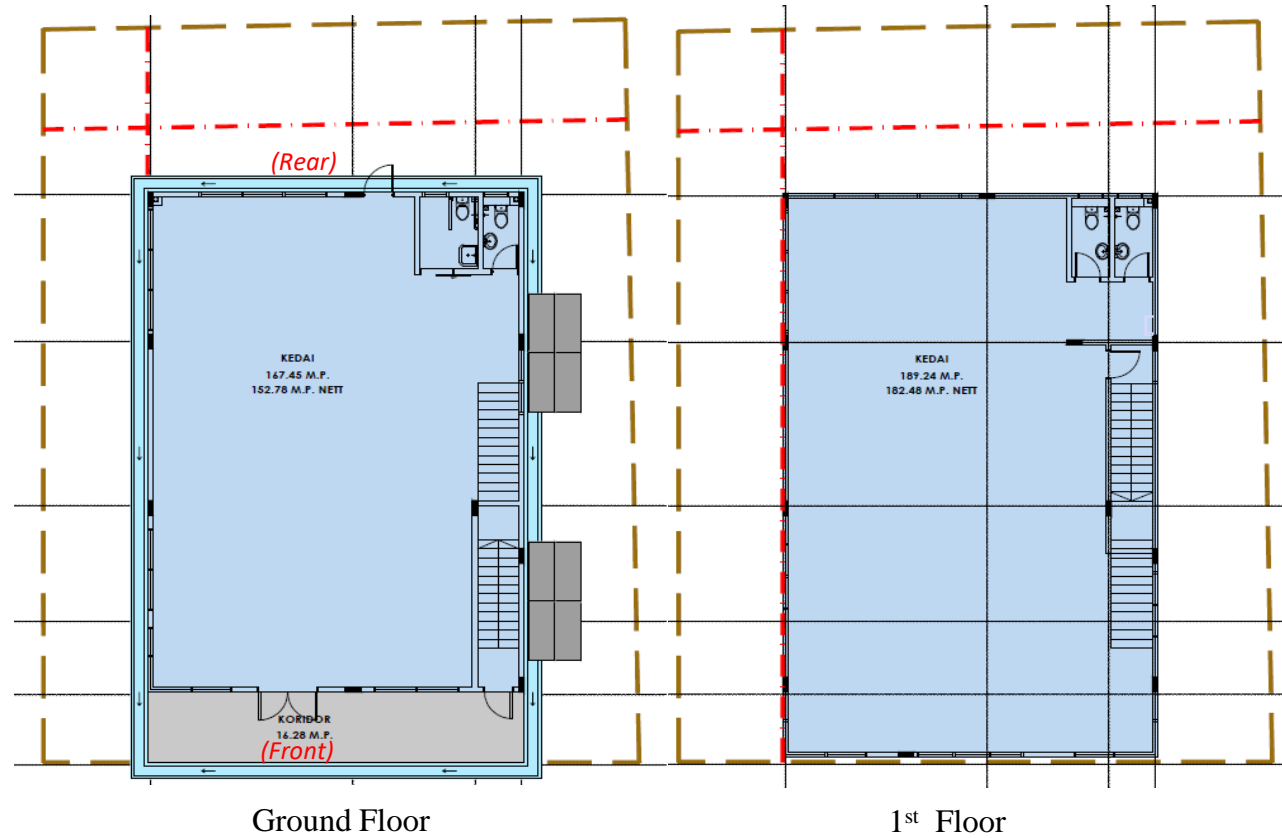 (Rear)
KEDAI
167.45 M.P.
152.78 M.P. NETT
KORIDOR
16.28 M.P.
(Front)
Ground Floor
KEDAI
189.24 M.P.
182.48 M.P. NETT
1st Floor